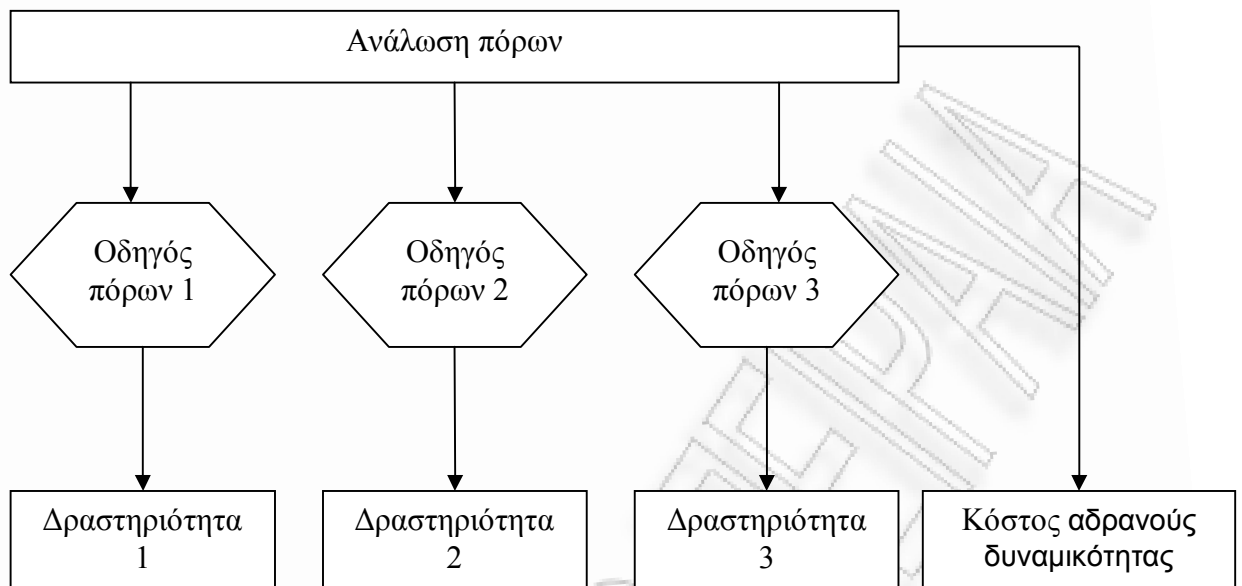 Ανάλωση πόρων
Οδηγός
πόρων 1
Οδηγός
πόρων 2
Οδηγός
πόρων 3
Δραστηριότητα
1
Δραστηριότητα
2
Δραστηριότητα
3
Κόστος αδρανούς
δυναμικότητας